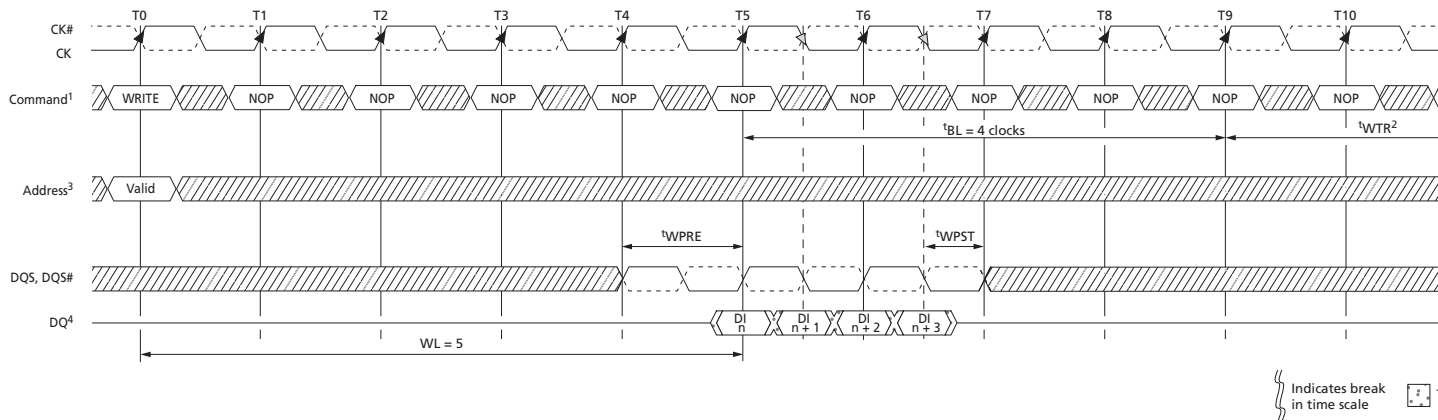 T0 T1 T2 T3 T4 T5 T6 T7 T8 T9 T10
CK#
CK
Command1 WRITE NOP NOP NOP NOP NOP NOP NOP NOP NOP NOP
tBL = 4 clocks tWTR2
Address3 Valid
tWPRE tWPST
DQS, DQS#
DQ4 DI n DI n + 1 DI n + 2 DI n + 3
WL = 5
Indicates break
in time scale